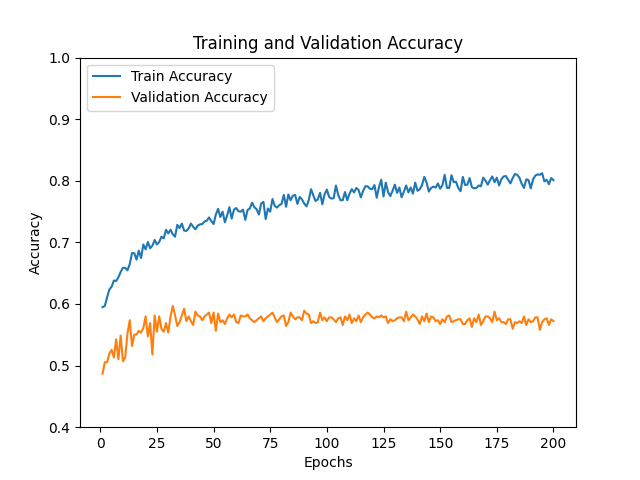 Training and Validation Accuracy
Train Accuracy
Validation Accuracy
Accuracy
1.0
0.9
0.8
0.7
0.6
0.5
0.4
0 25 50 75 100 125 150 175 200
Epochs